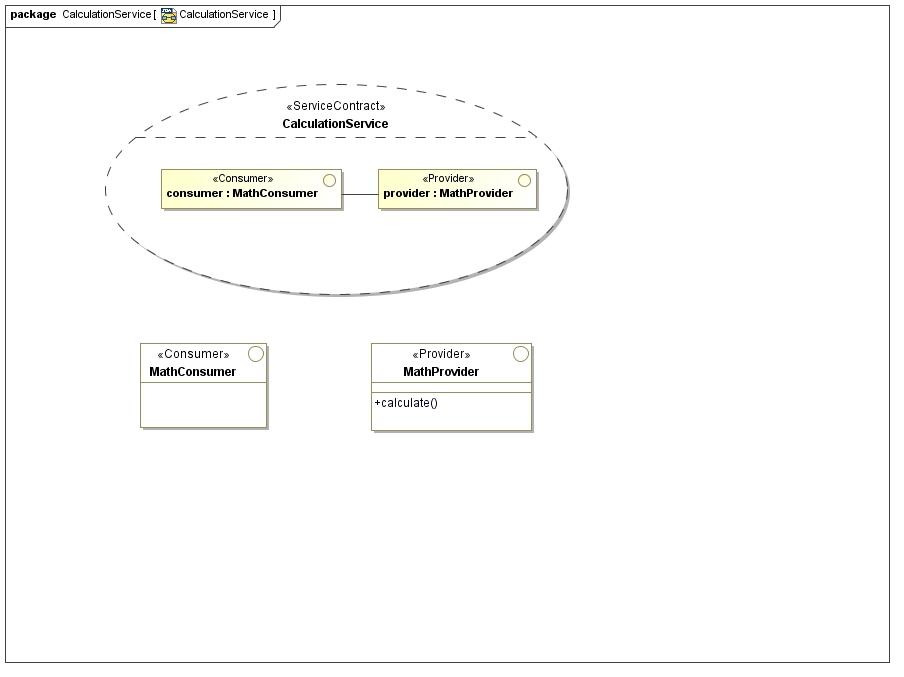 package CalculationService [ CalculationService ]
«ServiceContract»
CalculationService
«Consumer»
consumer : MathConsumer
«Provider»
provider : MathProvider
«Consumer»
MathConsumer
«Provider»
MathProvider
+calculate()